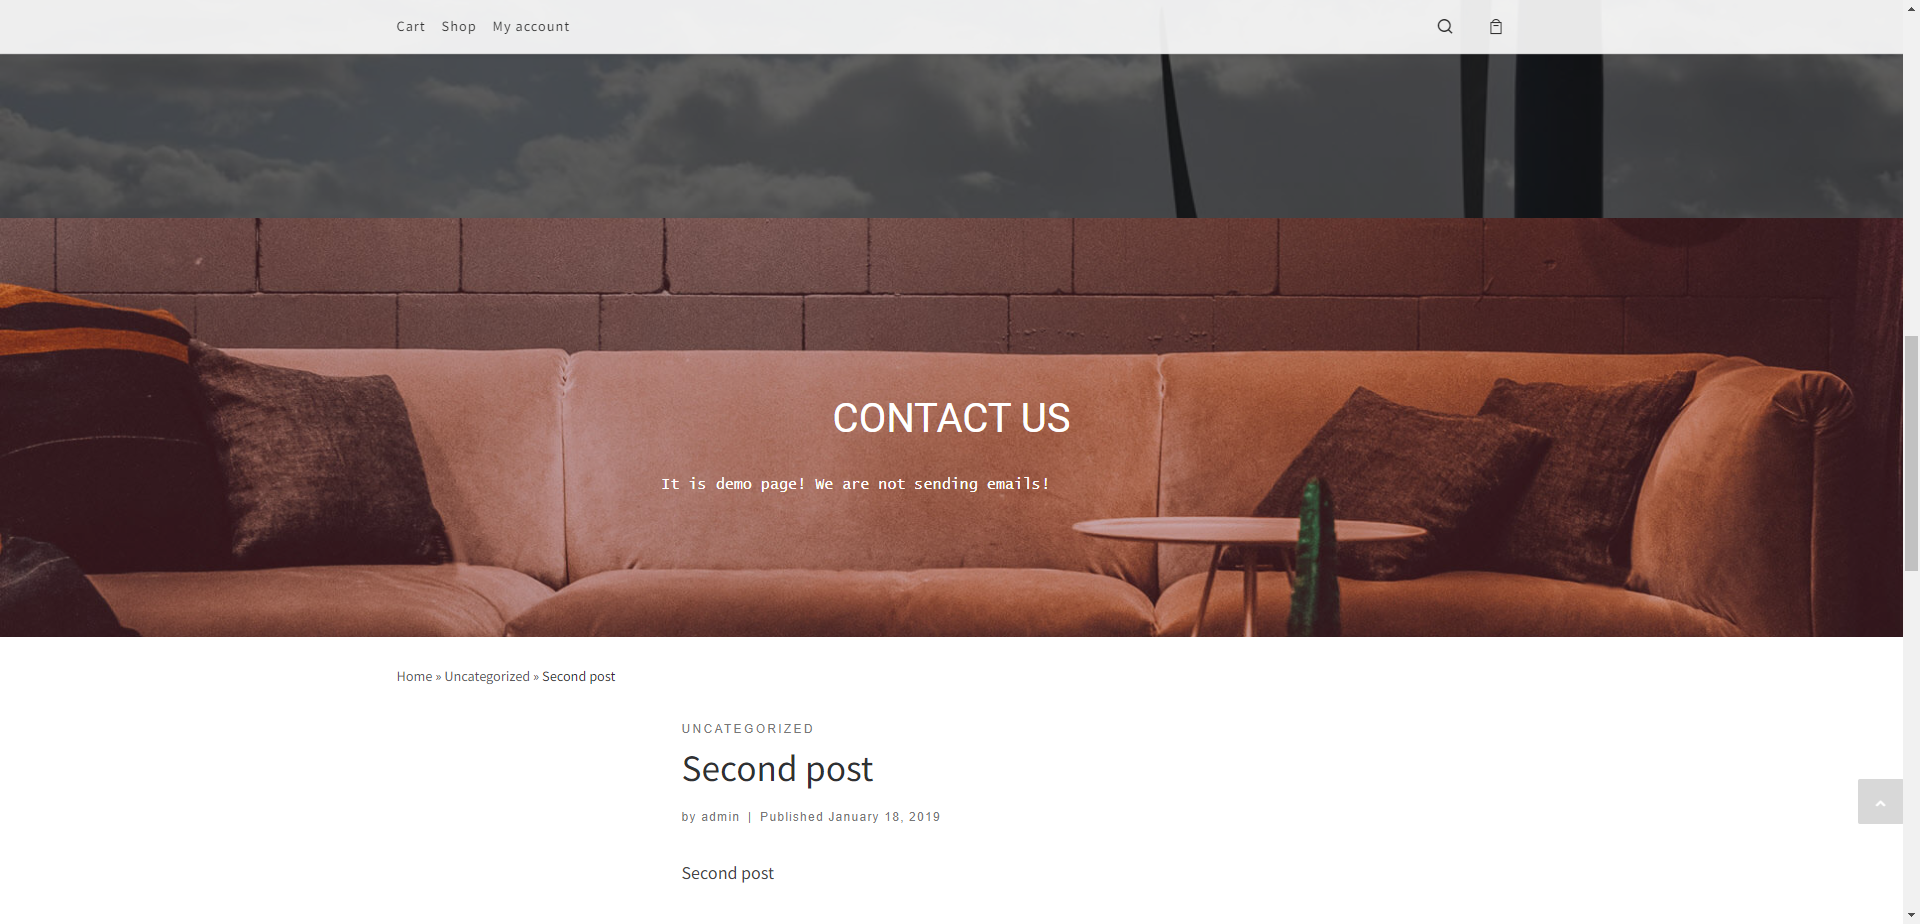 Cart Shop My account
CONTACT US
It is demo page! We are not sending emails!
Home » Uncategorized » Second post
UNCATEGORIZED
Second post
by admin | Published January 18, 2019
Second post